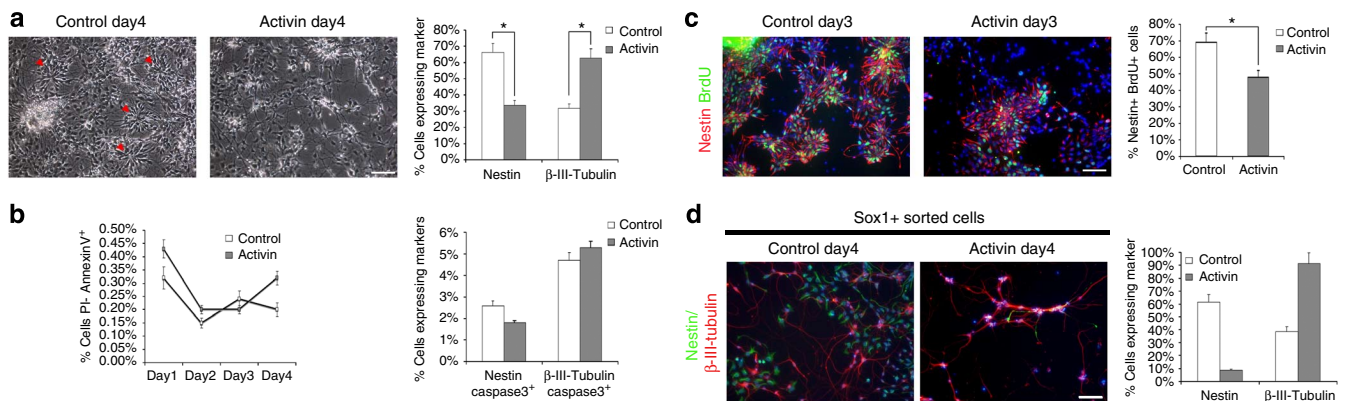 a
Control day4
Activin day4
% Cells expressing marker
80%
70%
60%
50%
40%
30%
20%
10%
0%
*
*
Control
Activin
Nestin
β-III-Tubulin
b
% Cells PI- AnnexinV+
0.50%
0.45%
0.40%
0.35%
0.30%
0.25%
0.20%
0.15%
0.10%
0.05%
0.00%
Control
Activin
Day1
Day2
Day3
Day4
% Cells expressing markers
6%
5%
4%
3%
2%
1%
0%
Control
Activin
Nestin
caspase3+
β-III-Tubulin
caspase3+
c
Control day3
Activin day3
Nestin BrdU
% Nestin+ BrdU+ cells
80%
70%
60%
50%
40%
30%
20%
10%
0%
*
Control
Activin
Control
Activin
d
Sox1+ sorted cells
Control day4
Activin day4
Nestin/
β-III-tubulin
% Cells expressing marker
100%
90%
80%
70%
60%
50%
40%
30%
20%
10%
0%
Control
Activin
Nestin
β-III-Tubulin